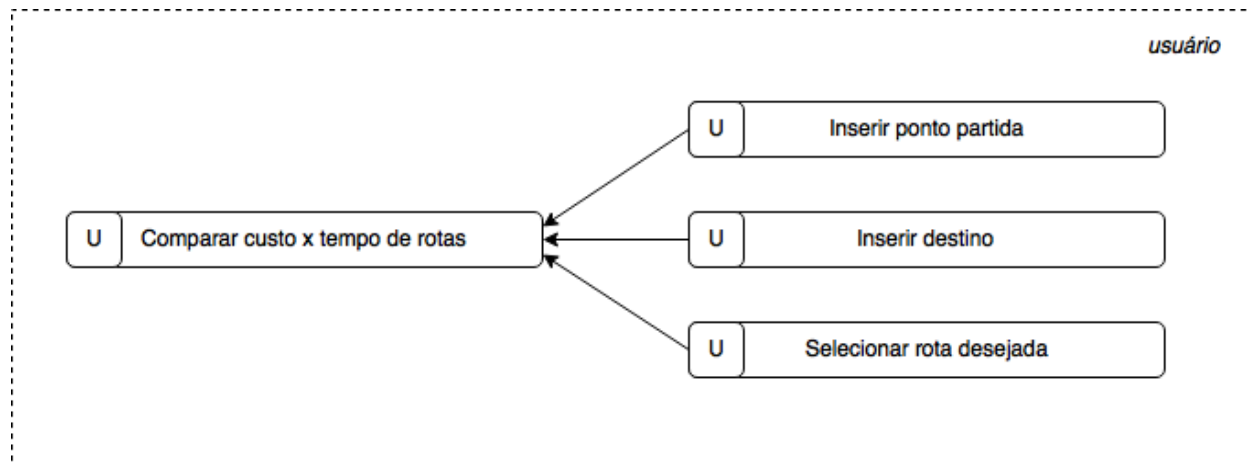 usuário
U Inserir ponto partida
U Comparar custo x tempo de rotas
U Inserir destino
U Selecionar rota desejada